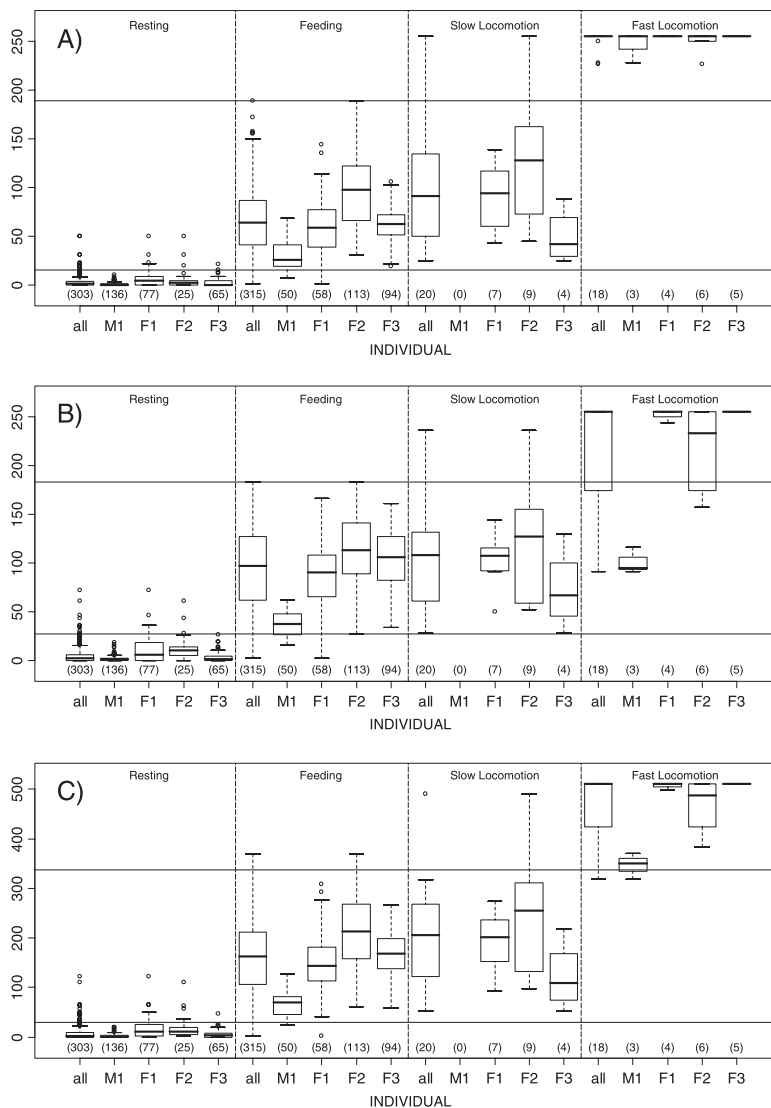 A)
Resting Feeding Slow Locomotion Fast Locomotion
250
200
150
100
50
0
(303) (136) (77) (25) (65) (315) (50) (58) (113) (94) (20) (0) (7) (9) (4) (18) (3) (4) (6) (5)
all M1 F1 F2 F3 all M1 F1 F2 F3 all M1 F1 F2 F3 all M1 F1 F2 F3
INDIVIDUAL
B)
Resting Feeding Slow Locomotion Fast Locomotion
250
200
150
100
50
0
(303) (136) (77) (25) (65) (315) (50) (58) (113) (94) (20) (0) (7) (9) (4) (18) (3) (4) (6) (5)
all M1 F1 F2 F3 all M1 F1 F2 F3 all M1 F1 F2 F3 all M1 F1 F2 F3
INDIVIDUAL
C)
Resting Feeding Slow Locomotion Fast Locomotion
500
400
300
200
100
0
(303) (136) (77) (25) (65) (315) (50) (58) (113) (94) (20) (0) (7) (9) (4) (18) (3) (4) (6) (5)
all M1 F1 F2 F3 all M1 F1 F2 F3 all M1 F1 F2 F3 all M1 F1 F2 F3
INDIVIDUAL